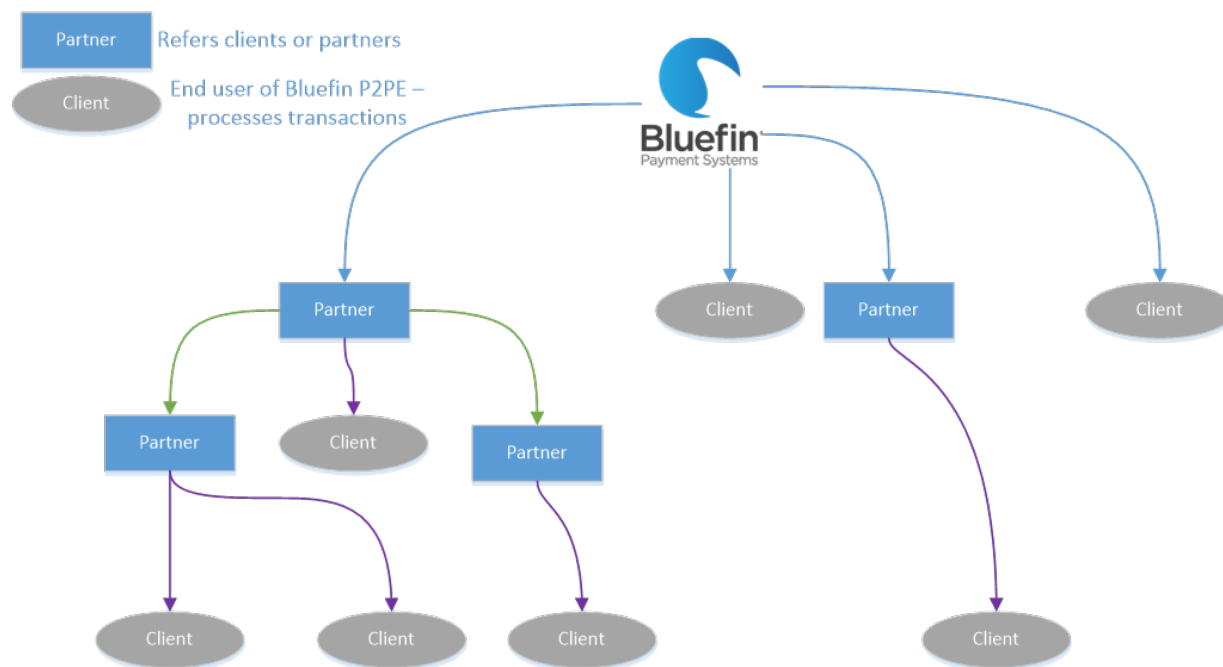 Partner
Refers clients or partners
Client
End user of Bluefin P2PE –
processes transactions
Bluefin
Payment Systems
Partner
Client
Partner
Client
Partner
Client
Partner
Client
Client
Client
Client